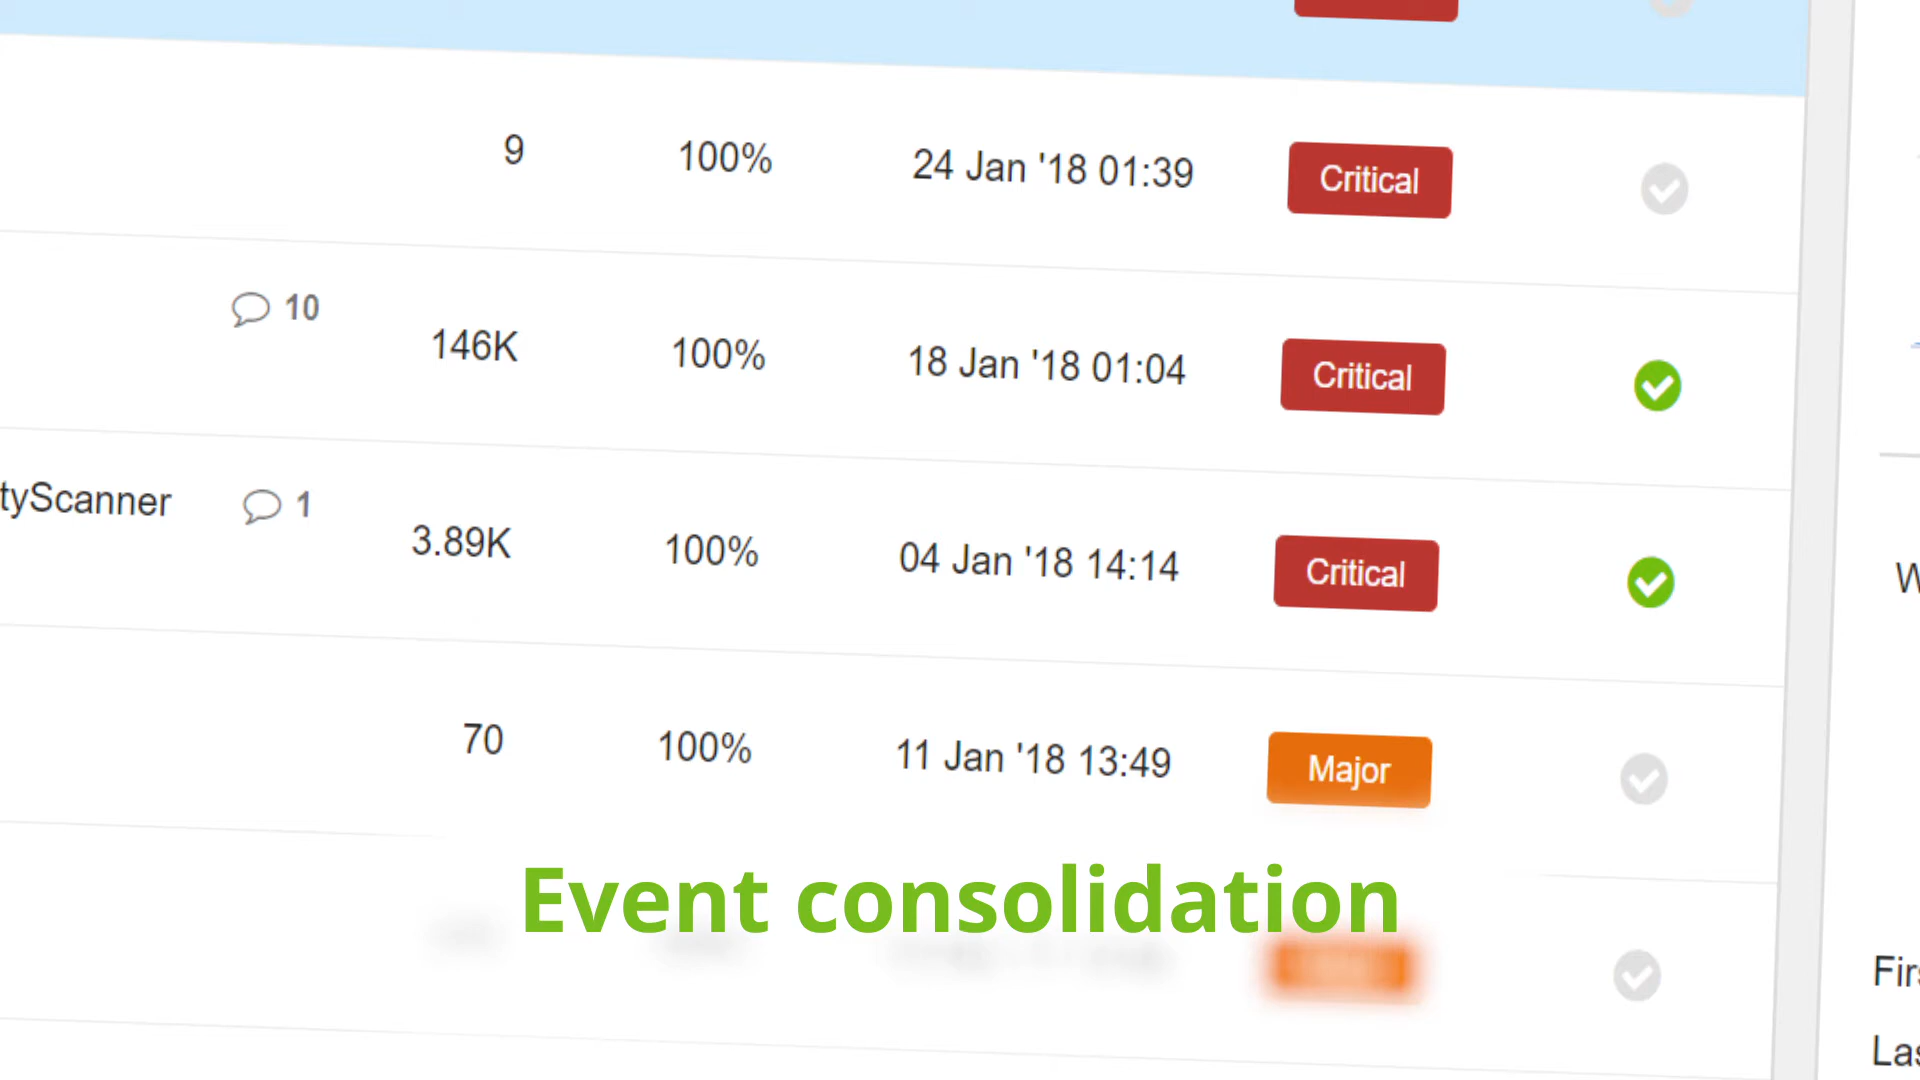 9 100% 24 Jan '18 01:39 Critical
10 146K 100% 18 Jan '18 01:04 Critical
tyScanner 1 3.89K 100% 04 Jan '18 14:14 Critical
70 100% 11 Jan '18 13:49 Major
Event consolidation